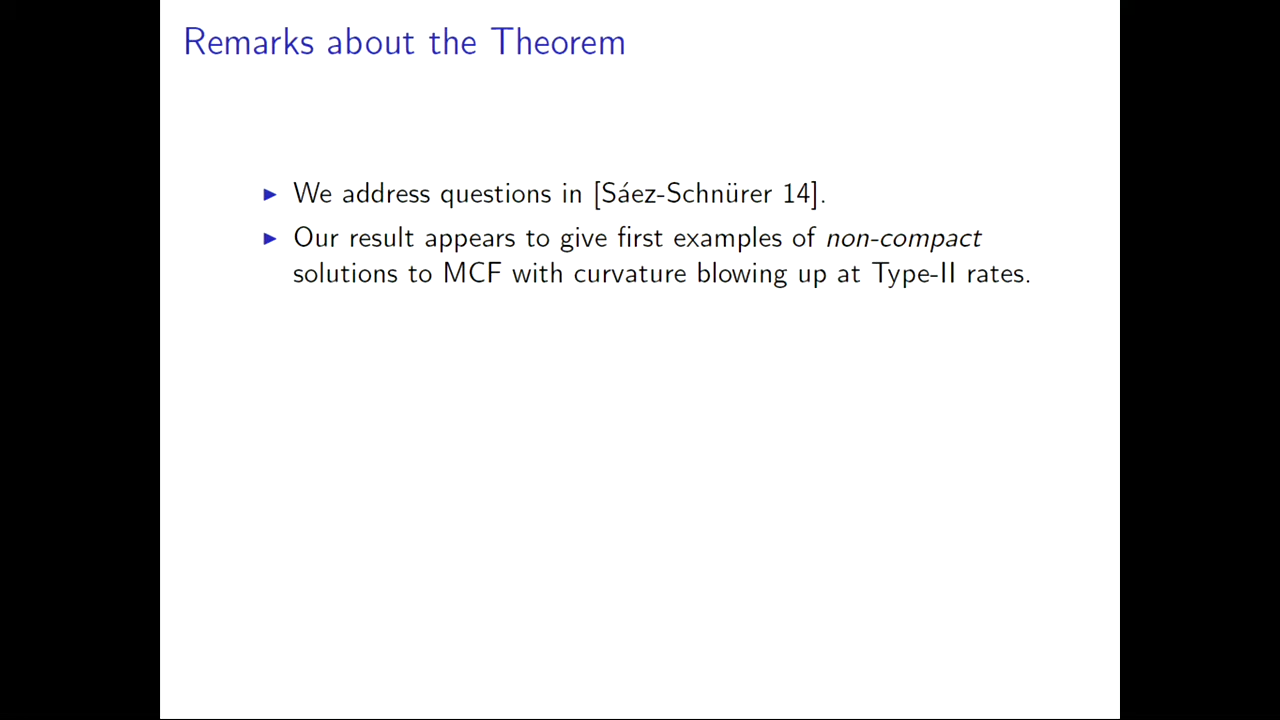 Remarks about the Theorem
We address questions in [Sáez-Schnürer 14].
Our result appears to give first examples of non-compact
solutions to MCF with curvature blowing up at Type-II rates.